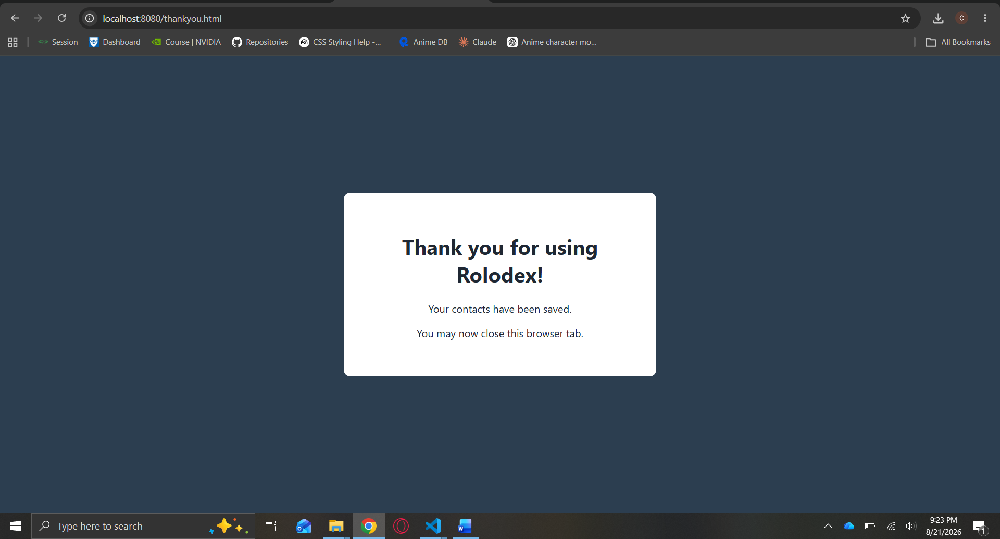 localhost:8080/thankyou.html
C
Session
Dashboard
Course | NVIDIA
Repositories
CSS Styling Help -...
Anime DB
Claude
Anime character mo...
All Bookmarks
Thank you for using
Rolodex!
Your contacts have been saved.
You may now close this browser tab.
Type here to search
9:23 PM
8/21/2026
1